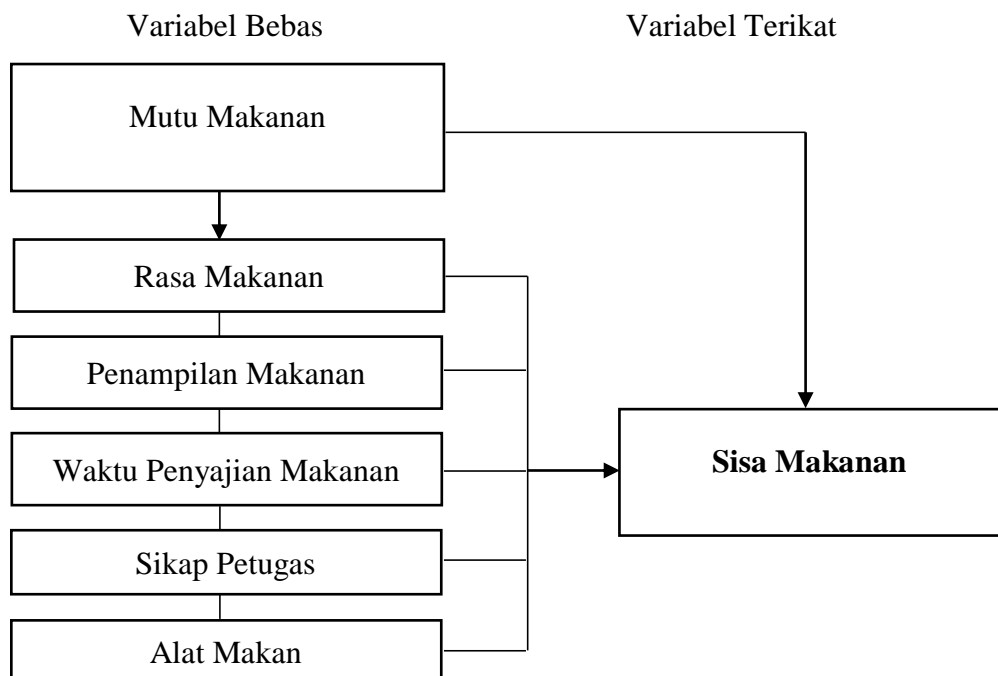 Variabel Bebas
Variabel Terikat
Mutu Makanan
Rasa Makanan
Penampilan Makanan
Waktu Penyajian Makanan
Sikap Petugas
Alat Makan
Sisa Makanan